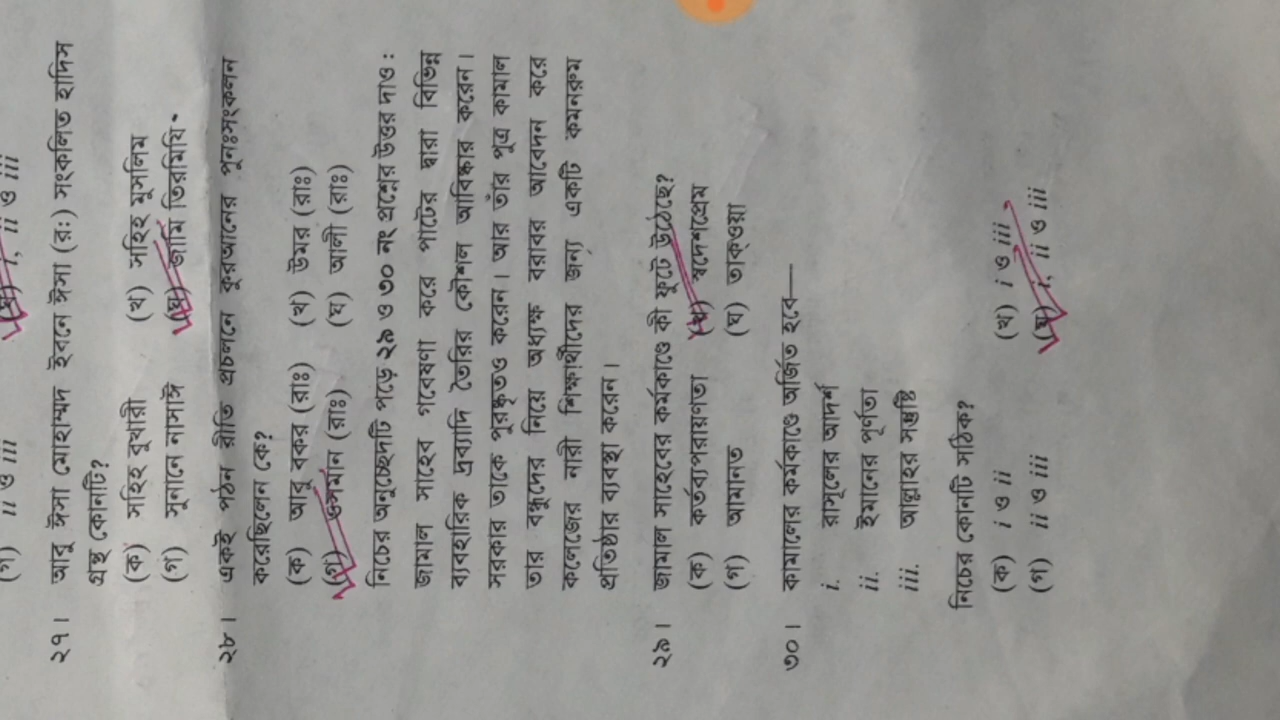 (গ) ii ও iii (ঘ) i, ii ও iii
২৭। আবু ঈসা মোহাম্মদ ইবনে ঈসা (র:) সংকলিত হাদিস
গ্রন্থ কোনটি?
(ক) সহিহ বুখারী (খ) সহিহ মুসলিম
(গ) সুনানে নাসাঈ (ঘ) জামি তিরমিযি
২৮। একই পঠন রীতি প্রচলনে কুরআনের পুনঃসংকলন
করেছিলেন কে?
(ক) আবু বকর (রাঃ) (খ) উমর (রাঃ)
(গ) ওসমান (রাঃ) (ঘ) আলী (রাঃ)
নিচের অনুচ্ছেদটি পড়ে ২৯ ও ৩০ নং প্রশ্নের উত্তর দাও :
জামাল সাহেব গবেষণা করে পাটের দ্বারা বিভিন্ন
ব্যবহারিক দ্রব্যাদি তৈরির কৌশল আবিষ্কার করেন।
সরকার তাকে পুরষ্কৃতও করেন। আর তাঁর পুত্র কামাল
তার বন্ধুদের নিয়ে অধ্যক্ষ বরাবর আবেদন করে
কলেজের নারী শিক্ষার্থীদের জন্য একটি কমনরুম
প্রতিষ্ঠার ব্যবস্থা করেন।
২৯। জামাল সাহেবের কর্মকাণ্ডে কী ফুটে উঠেছে?
(ক) কর্তব্যপরায়ণতা (খ) স্বদেশপ্রেম
(গ) আমানত (ঘ) তাক্ওয়া
৩০। কামালের কর্মকাণ্ডে অর্জিত হবে—
i. রাসূলের আদর্শ
ii. ইমানের পূর্ণতা
iii. আল্লাহর সন্তুষ্টি
নিচের কোনটি সঠিক?
(ক) i ও ii (খ) i ও iii
(গ) ii ও iii (ঘ) i, ii ও iii